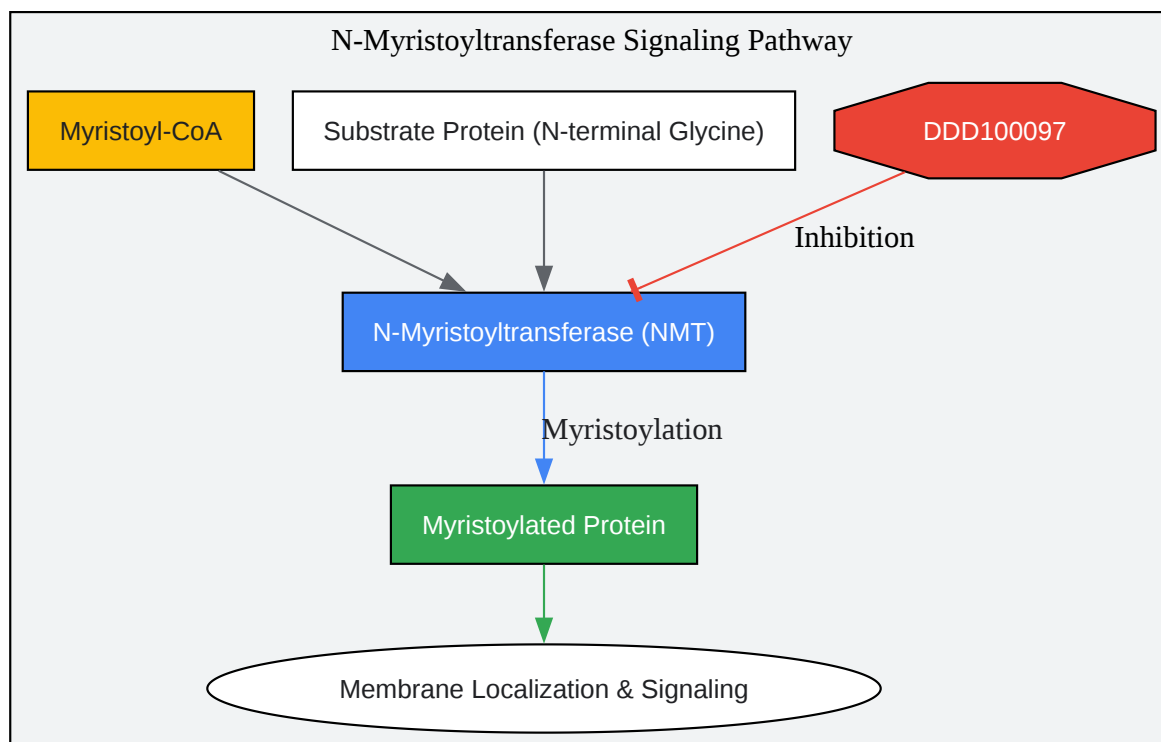 N-Myristoyltransferase Signaling Pathway
Myristoyl-CoA
Substrate Protein (N-terminal Glycine)
DDD100097
Inhibition
N-Myristoyltransferase (NMT)
Myristoylation
Myristoylated Protein
Membrane Localization & Signaling